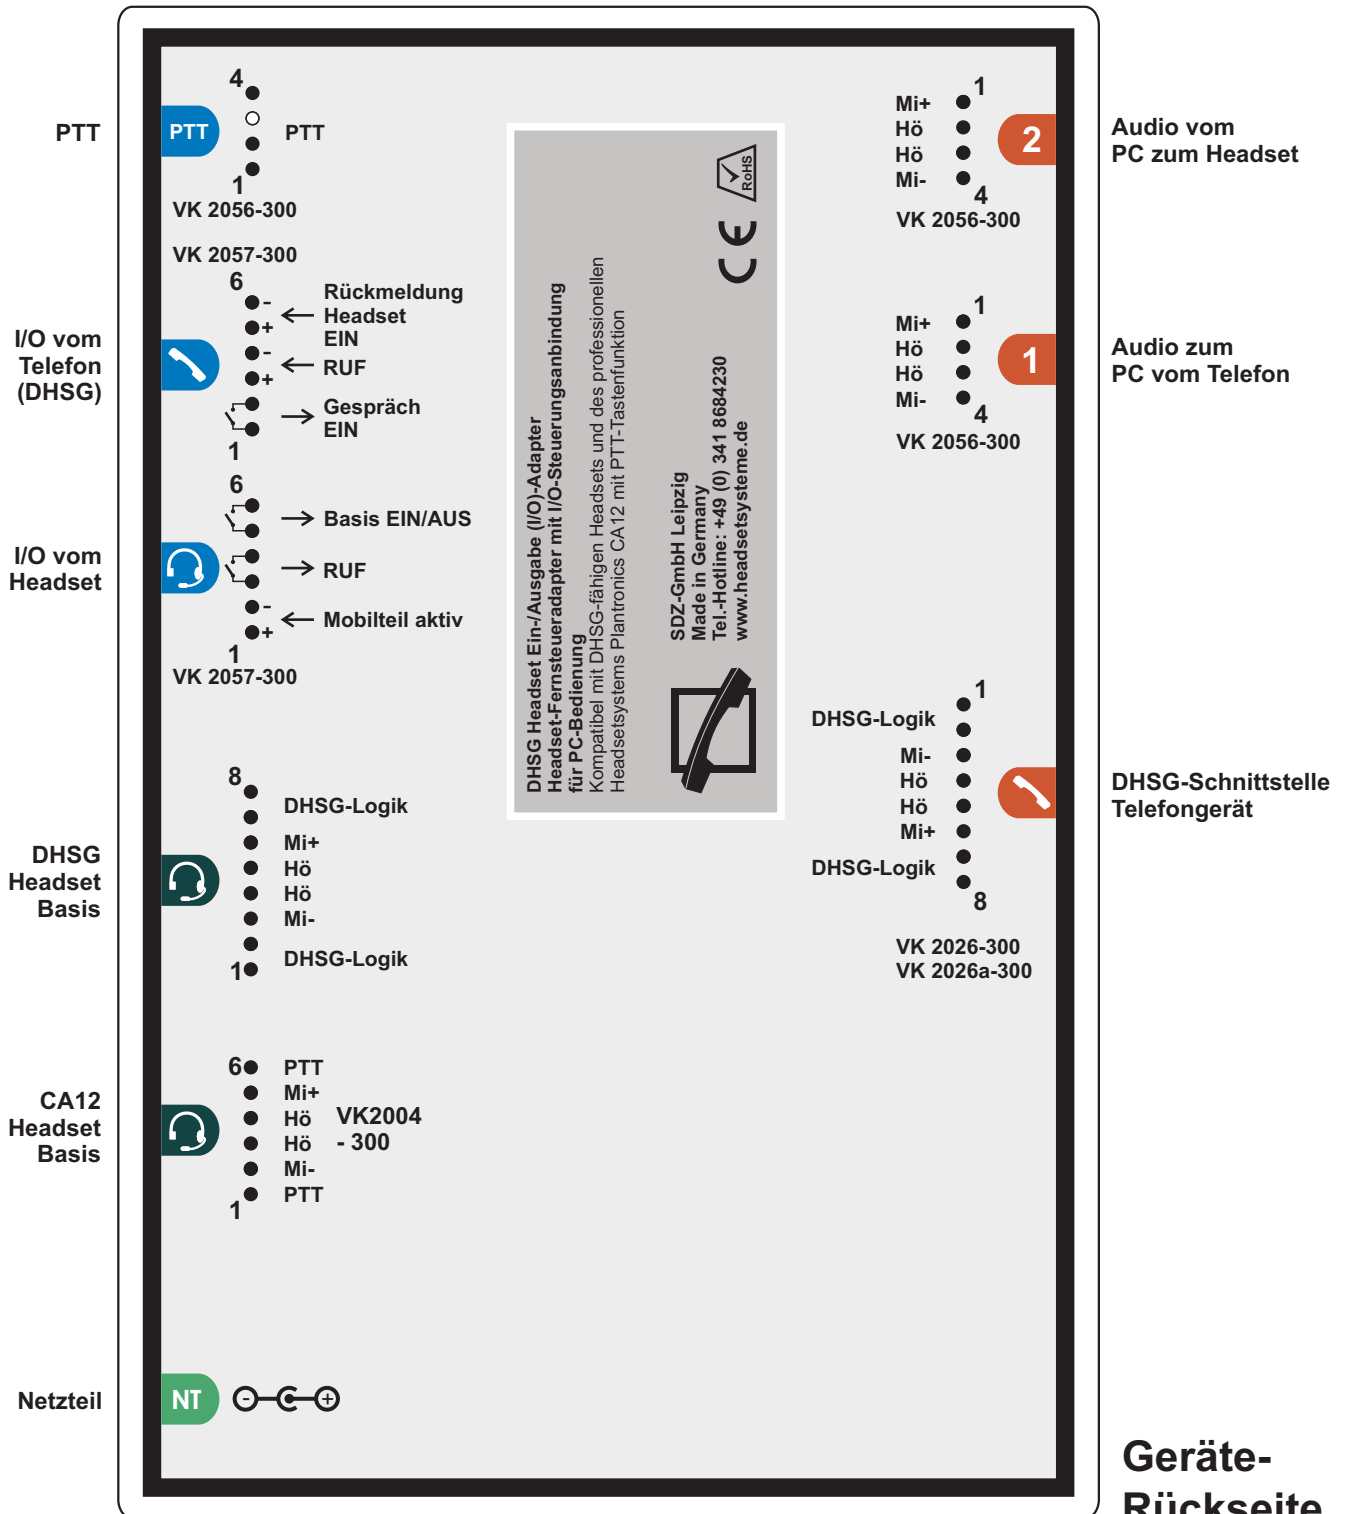 PTT
PTT
4
PTT
1
VK 2056-300
VK 2057-300
I/O vom
Telefon
(DHSG)
6
-
+
-
+
Rückmeldung
Headset
EIN
RUF
Gespräch
EIN
1
I/O vom
Headset
6
Basis EIN/AUS
RUF
-
+
Mobilteil aktiv
1
VK 2057-300
DHSG
Headset
Basis
8
DHSG-Logik
Mi+
Hö
Hö
Mi-
DHSG-Logik
1
CA12
Headset
Basis
6
PTT
Mi+
Hö
Hö
Mi-
PTT
1
VK2004
- 300
Netzteil
NT
-
+
DHSG Headset Ein-/Ausgabe (I/O)-Adapter
Headset-Fernsteueradapter mit I/O-Steuerungsanbindung
für PC-Bedienung
Kompatibel mit DHSG-fähigen Headsets und des professionellen
Headsetsystems Plantronics CA12 mit PTT-Tastenfunktion
SDZ-GmbH Leipzig
Made in Germany
Tel.-Hotline: +49 (0) 341 8684230
www.headsetsysteme.de
CE
RoHS
1
Mi+
Hö
Hö
Mi-
4
VK 2056-300
2
Audio vom
PC zum Headset
1
Mi+
Hö
Hö
Mi-
4
VK 2056-300
1
Audio zum
PC vom Telefon
1
DHSG-Logik
Mi-
Hö
Hö
Mi+
DHSG-Logik
8
VK 2026-300
VK 2026a-300
DHSG-Schnittstelle
Telefongerät
Geräte-
Rückseite